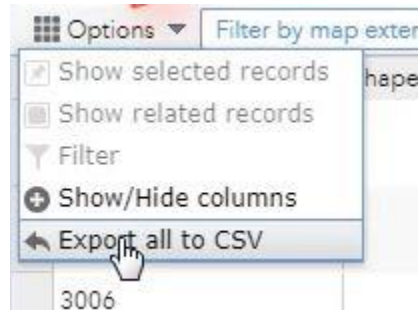 Options Filter by map exter
Show selected records hape
Show related records
Filter
Show/Hide columns
Export all to CSV
3006